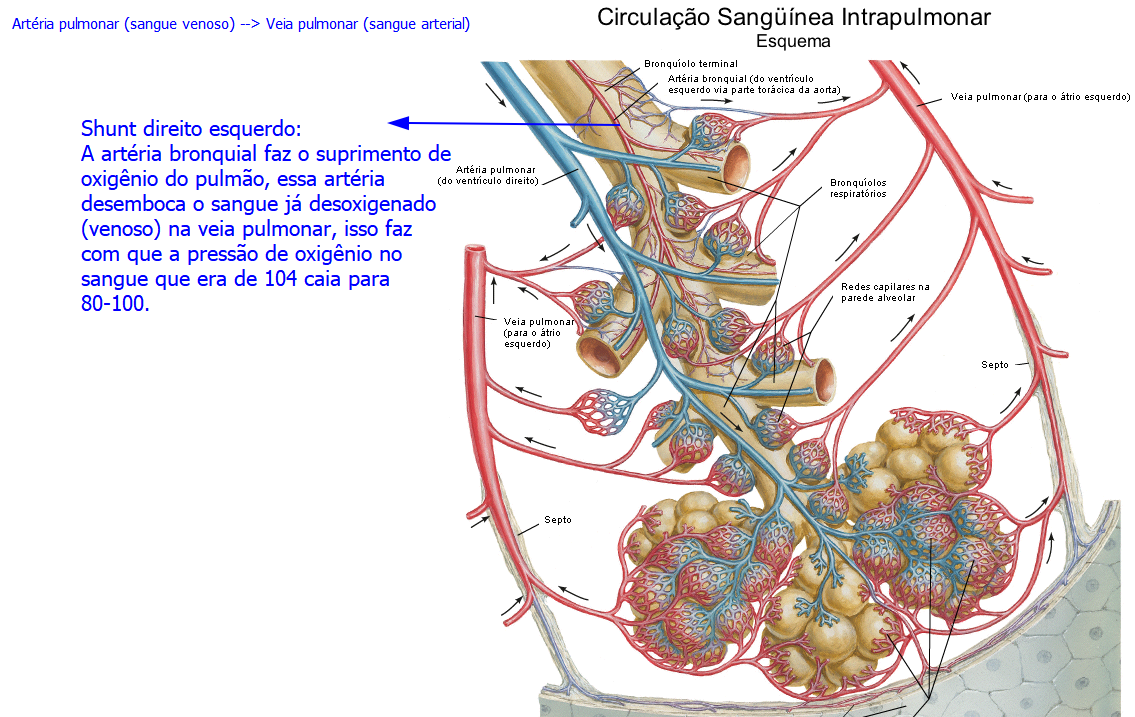 Artéria pulmonar (sangue venoso) --> Veia pulmonar (sangue arterial)
Circulação Sangüínea Intrapulmonar
Esquema
Shunt direito esquerdo:
A artéria bronquial faz o suprimento de
oxigênio do pulmão, essa artéria
desemboca o sangue já desoxigenado
(venoso) na veia pulmonar, isso faz
com que a pressão de oxigênio no
sangue que era de 104 caia para
80-100.
Bronquíolo terminal
Artéria bronquial (do ventrículo
esquerdo via parte torácica da aorta)
Veia pulmonar (para o átrio esquerdo)
Artéria pulmonar
(do ventrículo direito)
Bronquíolos
respiratórios
Redes capilares na
parede alveolar
Veia pulmonar
(para o átrio
esquerdo)
Septo
Septo